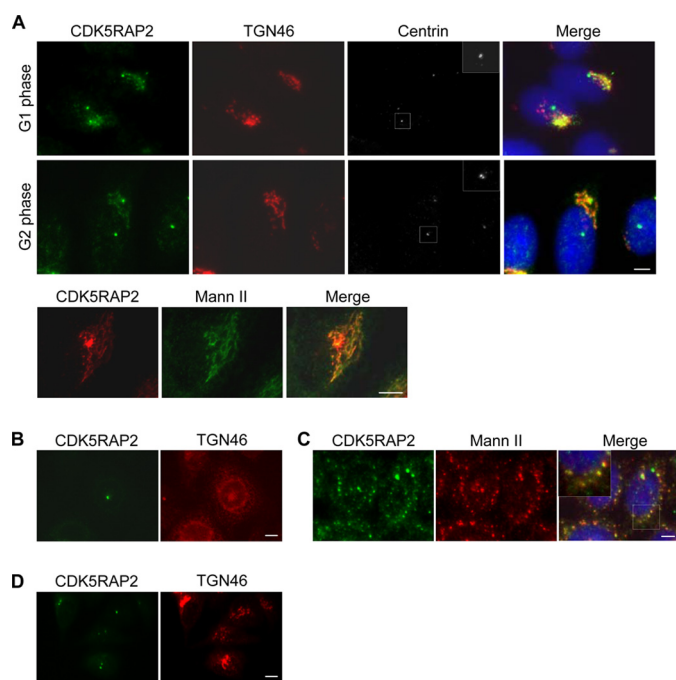 A
CDK5RAP2 TGN46 Centrin Merge
G1 phase
G2 phase
CDK5RAP2 Mann II Merge
B
CDK5RAP2 TGN46
C
CDK5RAP2 Mann II Merge
D
CDK5RAP2 TGN46